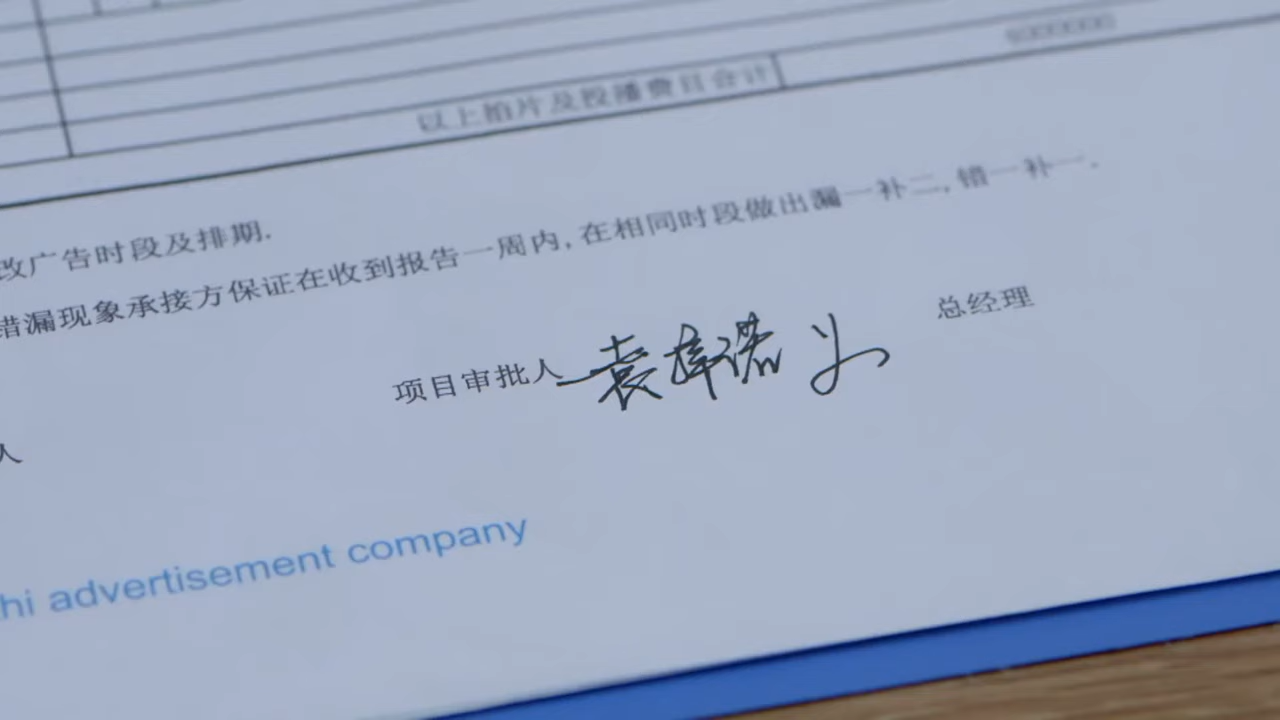 以上拍片及投播费目合计
改广告时段及排期.
错漏现象承接方保证在收到报告一周内,在相同时段做出漏一补二,错一补一.
项目审批人 袁 诺 总经理
人
hi advertisement company